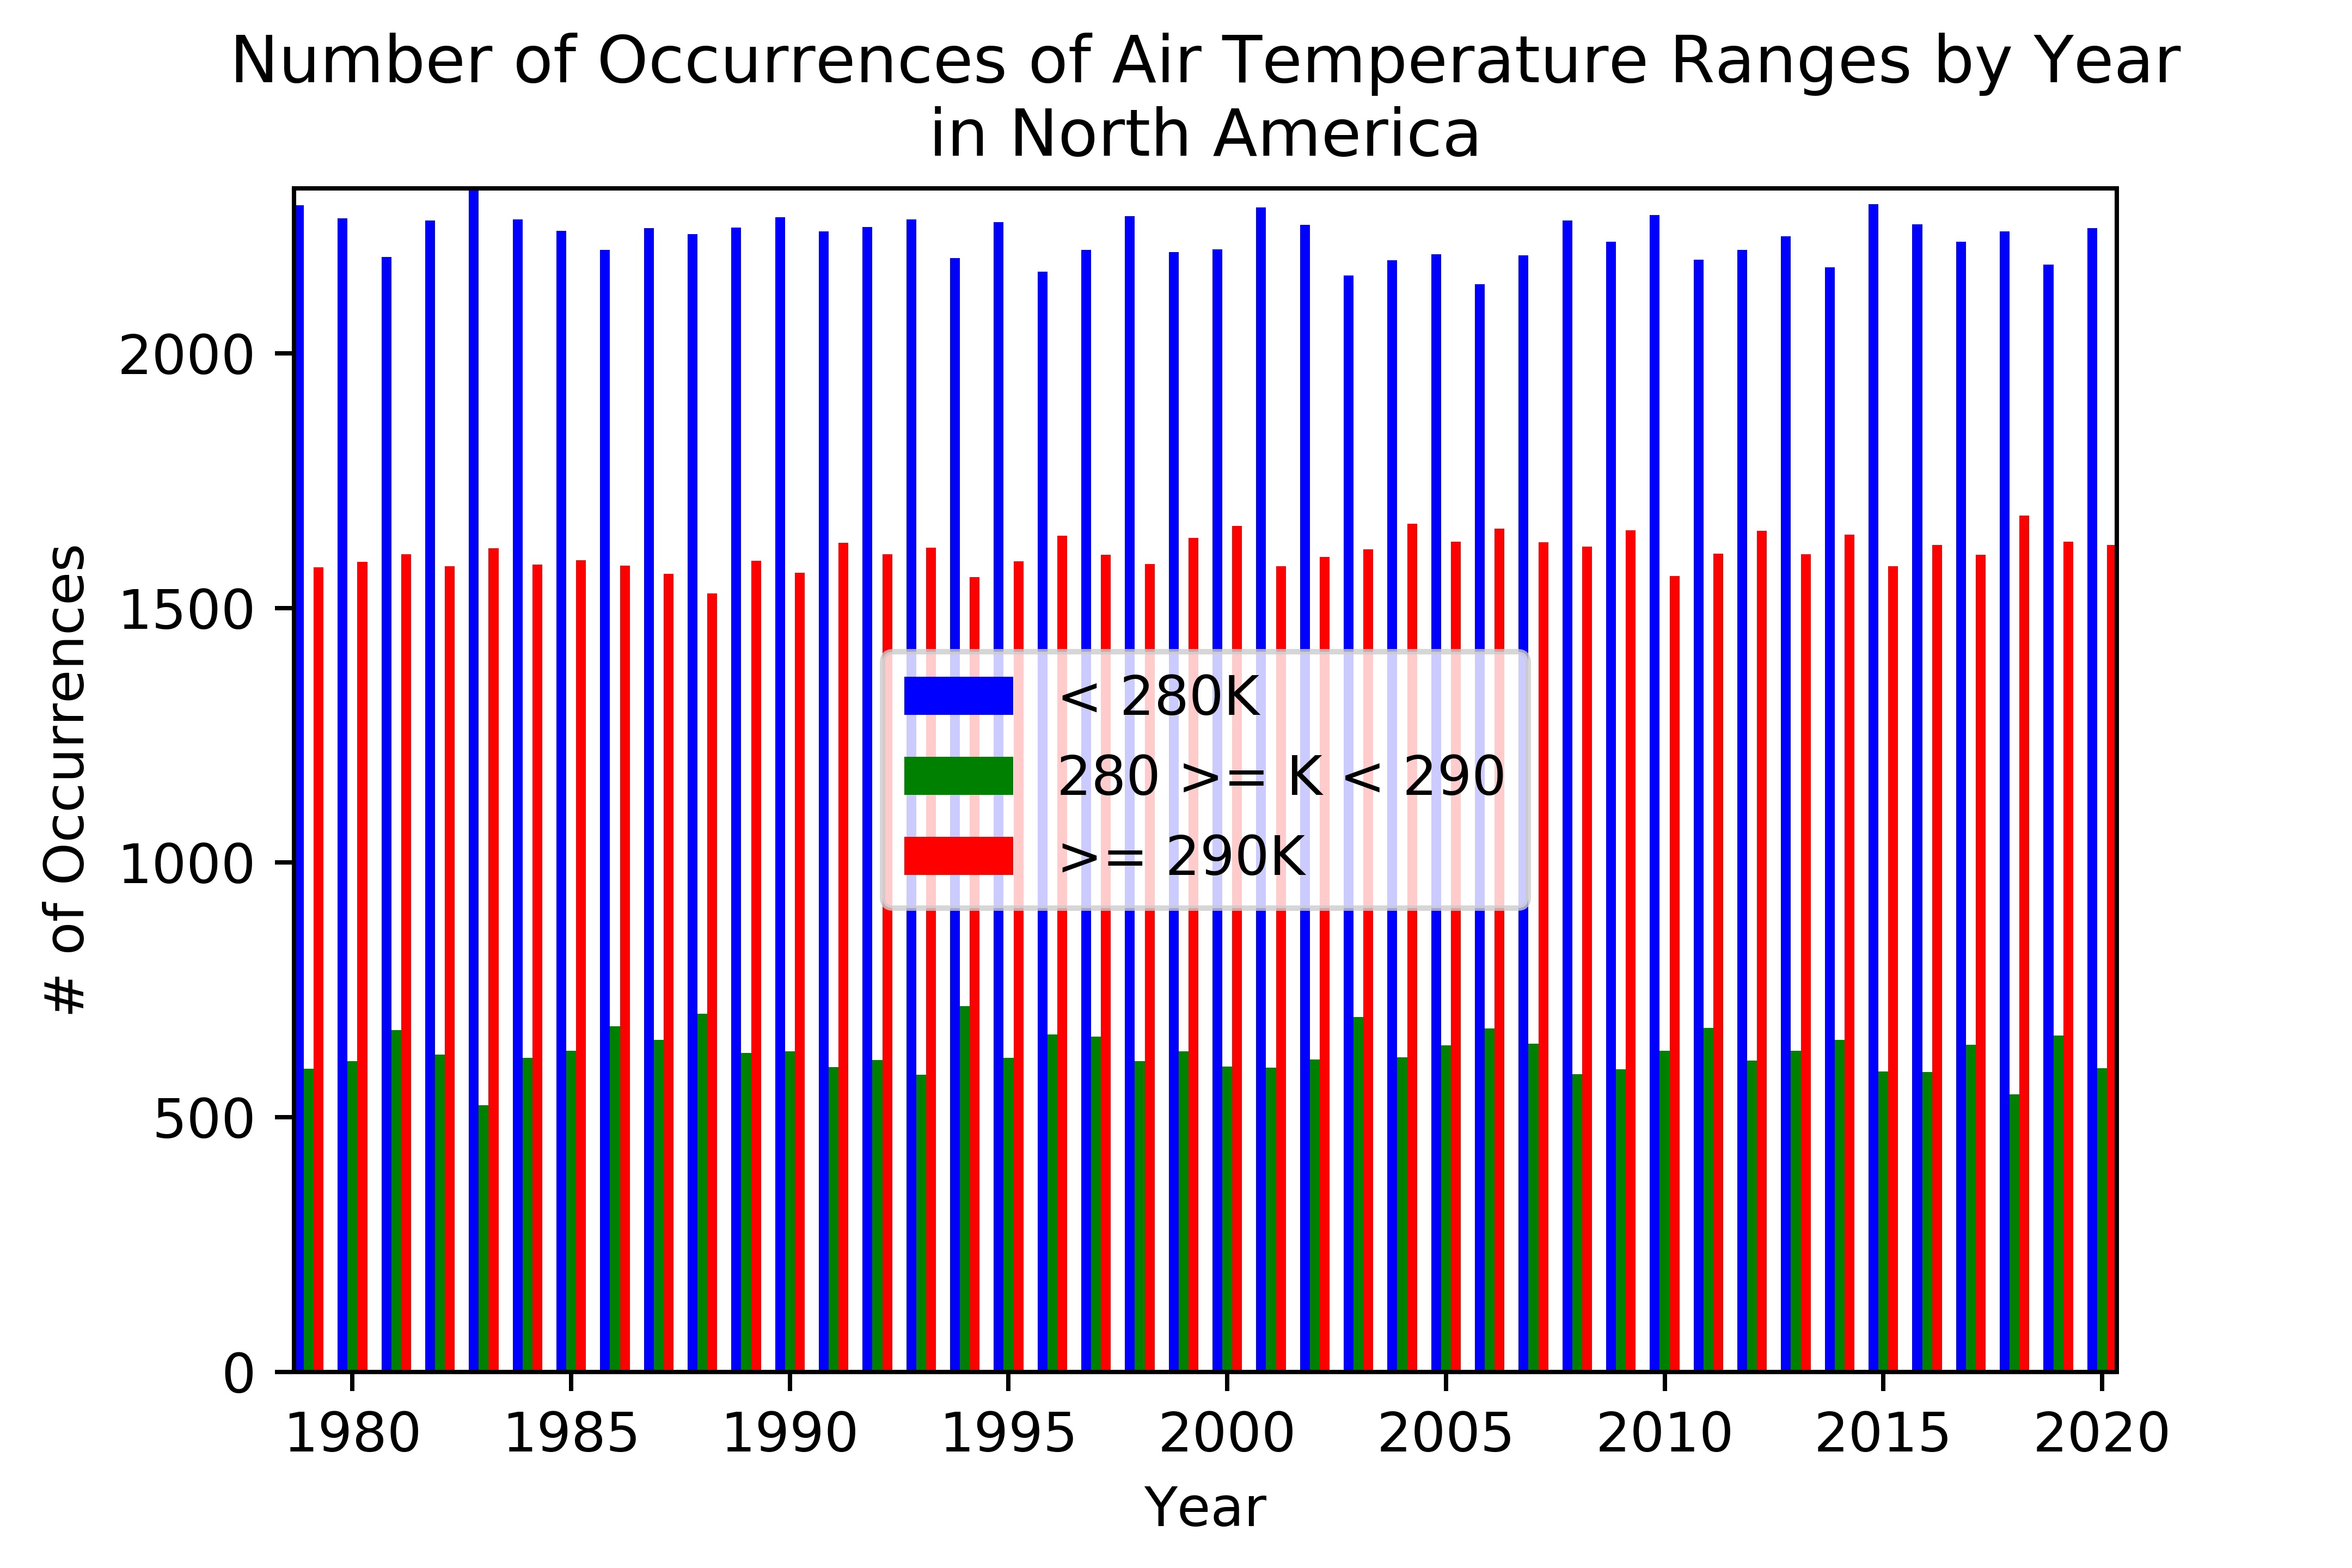 Number of Occurrences of Air Temperature Ranges by Year
in North America
# of Occurrences
2000
1500
1000
500
0
< 280K
280 >= K < 290
>= 290K
1980 1985 1990 1995 2000 2005 2010 2015 2020
Year